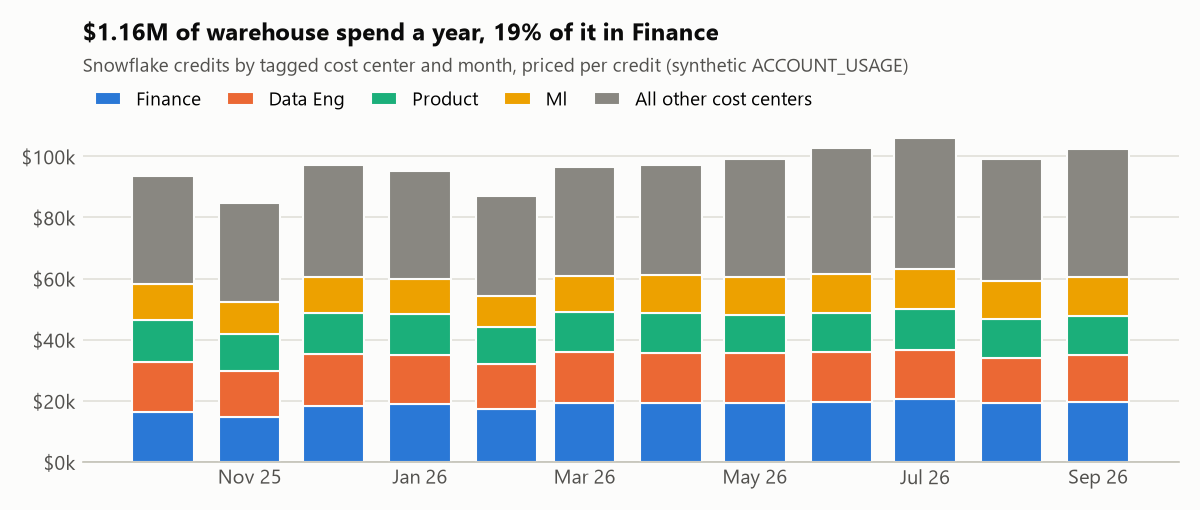 $1.16M of warehouse spend a year, 19% of it in Finance
Snowflake credits by tagged cost center and month, priced per credit (synthetic ACCOUNT_USAGE)
Finance Data Eng Product Ml All other cost centers
$100k
$80k
$60k
$40k
$20k
$0k
Nov 25 Jan 26 Mar 26 May 26 Jul 26 Sep 26